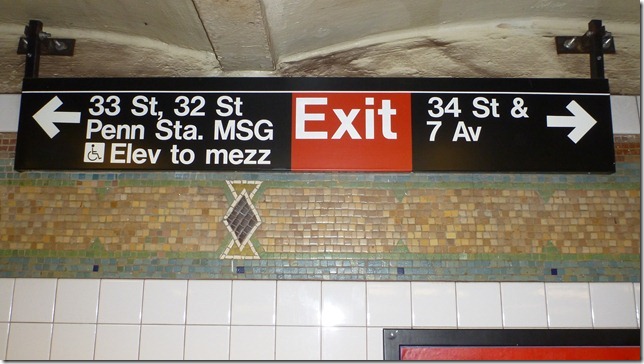 33 St, 32 St
Penn Sta. MSG
Elev to mezz
Exit
34 St &
7 Av